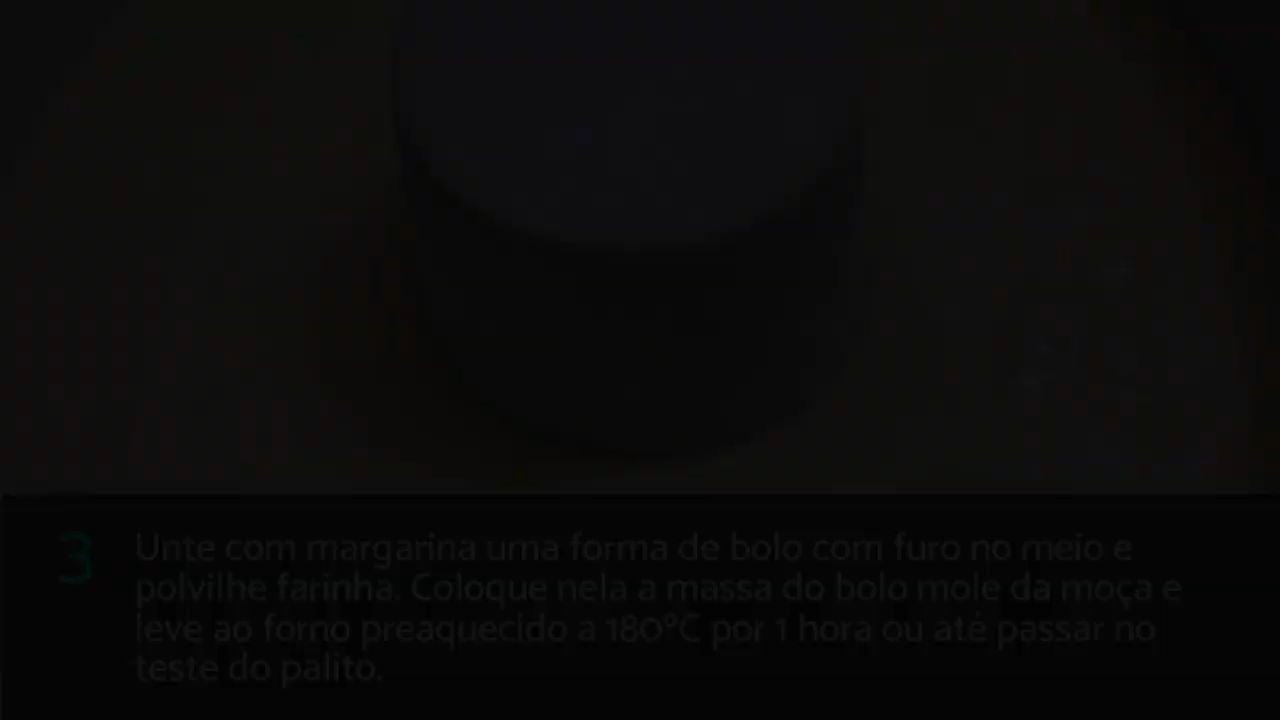 3
Unte com margarina uma forma de bolo com furo no meio e
polvilhe farinha. Coloque nela a massa do bolo mole da moça e
leve ao forno preaquecido a 180°C por 1 hora ou até passar no
teste do palito.